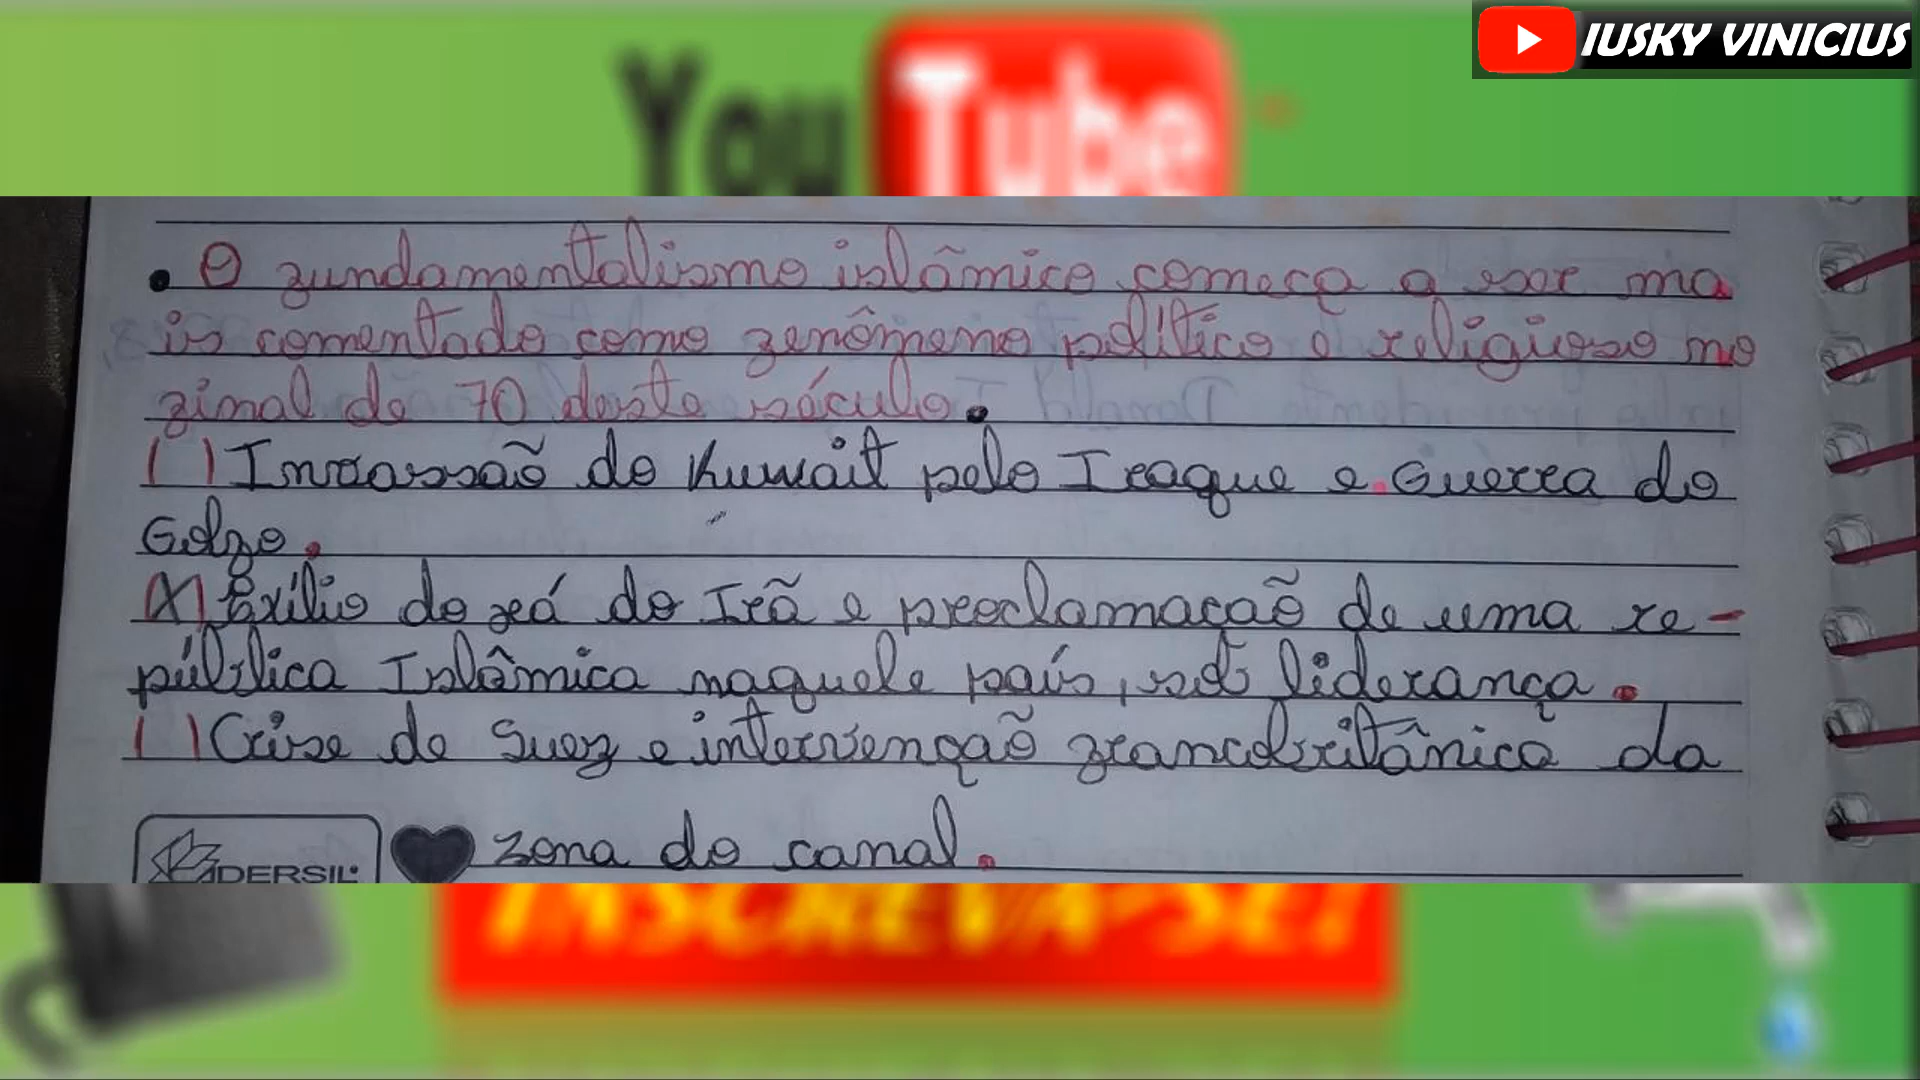 IUSKY VINICIUS
YouTube
. O fundamentalismo islâmico começa a ser ma
is comentado como fenômeno político e religioso no
final de 70 deste século.
( ) Invassão do Kuwait pelo Iraque e Guerra do
Golfo.
(X) Exílio do xá do Irã e proclamação de uma re-
pública Islâmica naquele país, sob liderança.
( ) Crise de Suez e intervenção francobritânica da
zona do canal.
DERSIL
INSCREVA-SE!